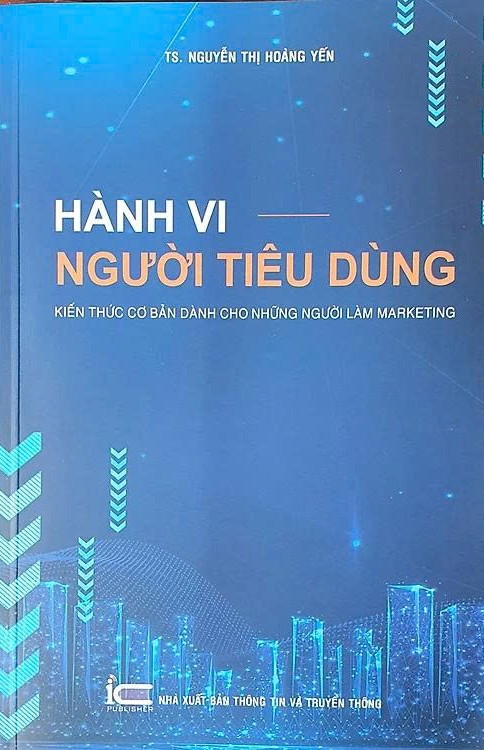 TS. NGUYỄN THỊ HOÀNG YẾN
HÀNH VI
NGƯỜI TIÊU DÙNG
KIẾN THỨC CƠ BẢN DÀNH CHO NHỮNG NGƯỜI LÀM MARKETING
ic
PUBLISHER
NHÀ XUẤT BẢN THÔNG TIN VÀ TRUYỀN THÔNG